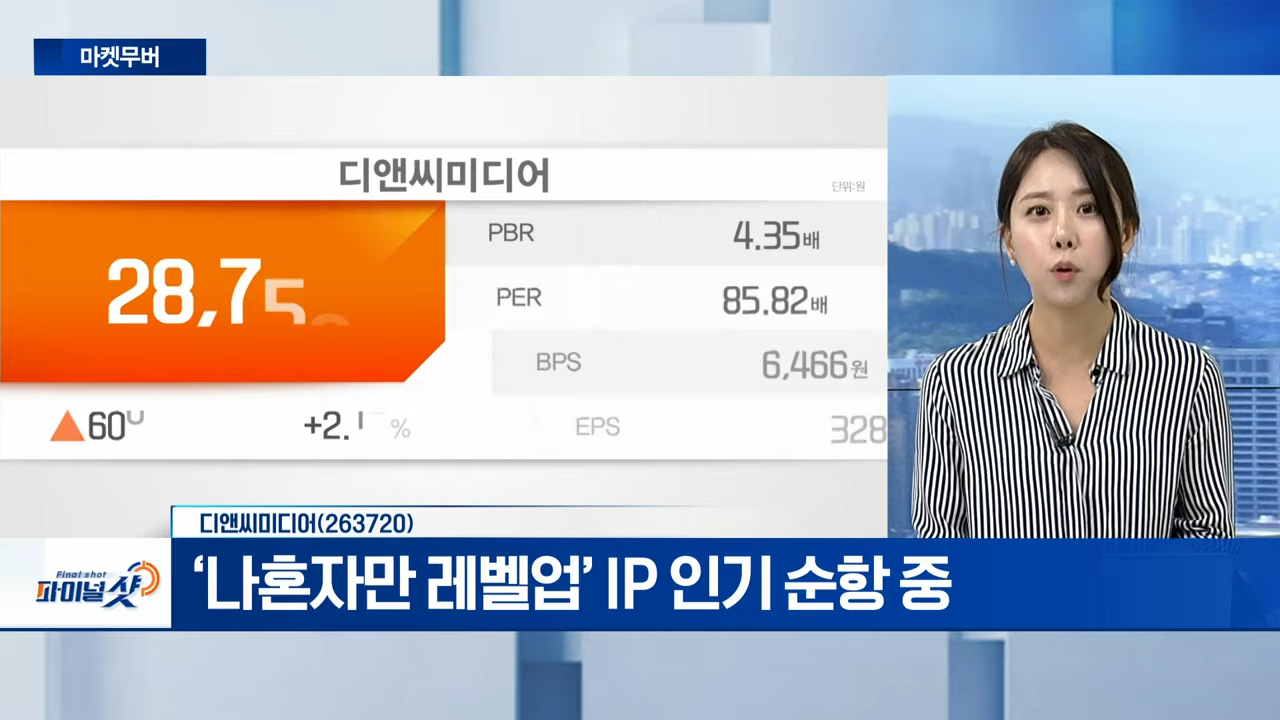 마켓무버
디앤씨미디어
단위:원
28,75
PBR 4.35배
PER 85.82배
BPS 6,466원
▲60
+2. %
EPS 328
디앤씨미디어(263720)
Final shot
파이널샷
‘나혼자만 레벨업’ IP 인기 순항 중